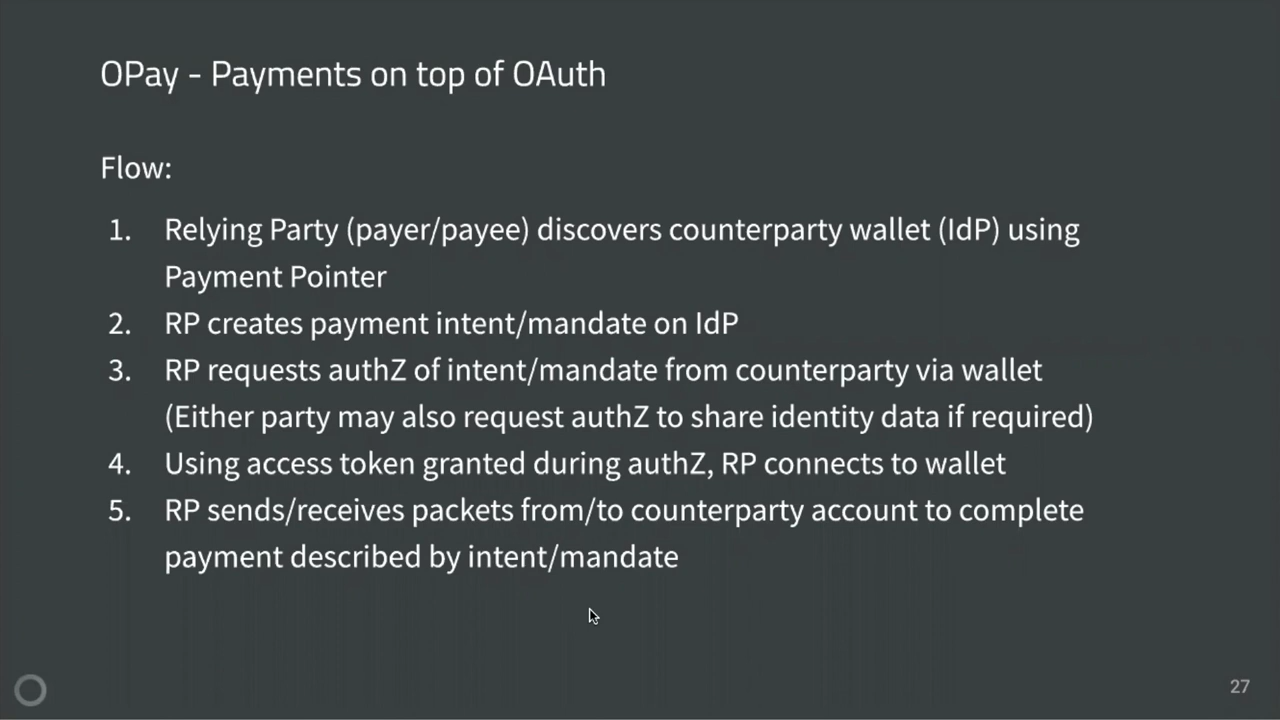 OPay - Payments on top of OAuth
Flow:
1. Relying Party (payer/payee) discovers counterparty wallet (IdP) using
Payment Pointer
2. RP creates payment intent/mandate on IdP
3. RP requests authZ of intent/mandate from counterparty via wallet
(Either party may also request authZ to share identity data if required)
4. Using access token granted during authZ, RP connects to wallet
5. RP sends/receives packets from/to counterparty account to complete
payment described by intent/mandate
27